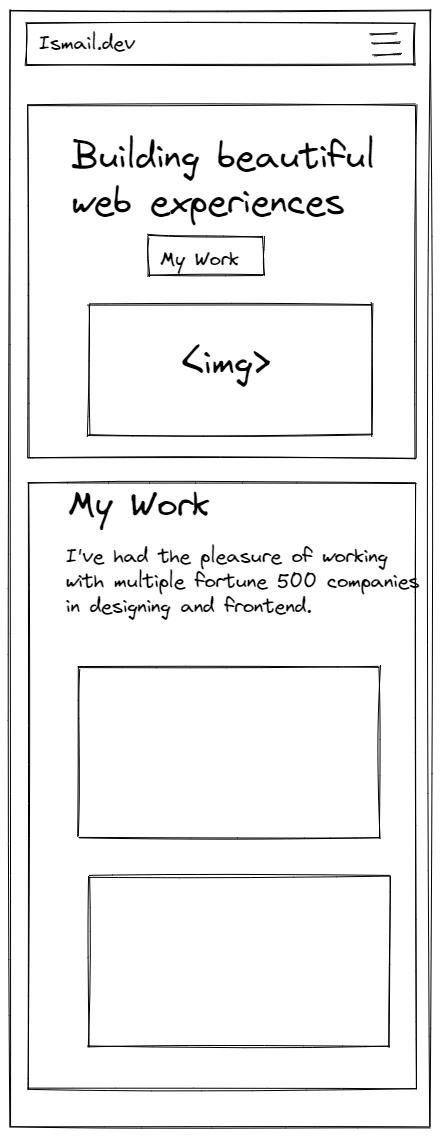 Ismail.dev
Building beautiful
web experiences
My Work
<img>
My Work
I've had the pleasure of working
with multiple fortune 500 companies
in designing and frontend.